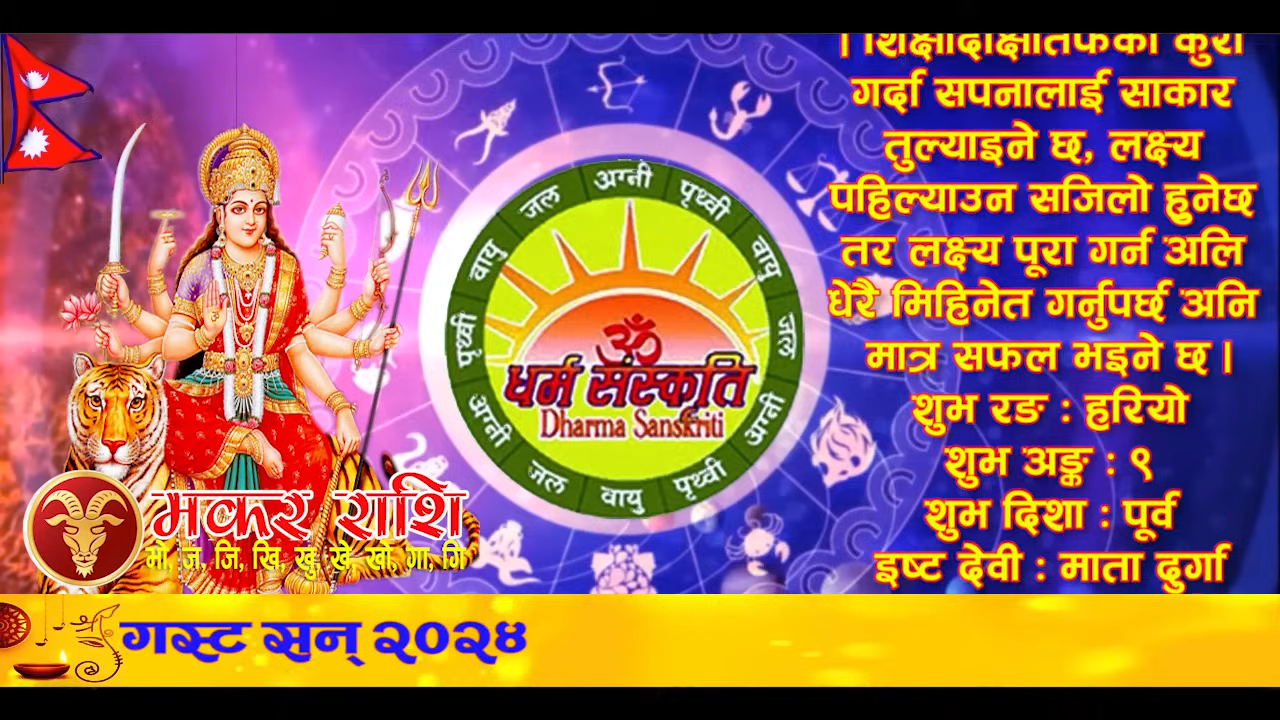 । शिक्षादीक्षातर्फका कुरा
गर्दा सपनालाई साकार
तुल्याइने छ, लक्ष्य
पहिल्याउन सजिलो हुनेछ
तर लक्ष्य पूरा गर्न अलि
धेरै मिहिनेत गर्नुपर्छ अनि
मात्र सफल भइने छ ।
शुभ रङ : हरियो
शुभ अङ्क : ९
शुभ दिशा : पूर्व
इष्ट देवी : माता दुर्गा
अग्नी पृथ्वी वायु जल अग्नी पृथ्वी वायु जल अग्नी पृथ्वी वायु जल
ॐ
धर्म संस्कृति
Dharma Sanskriti
मकर राशि
भो, ज, जि, खि, खु, खे, खो, गा, गि
श्री
गस्ट सन् २०२४